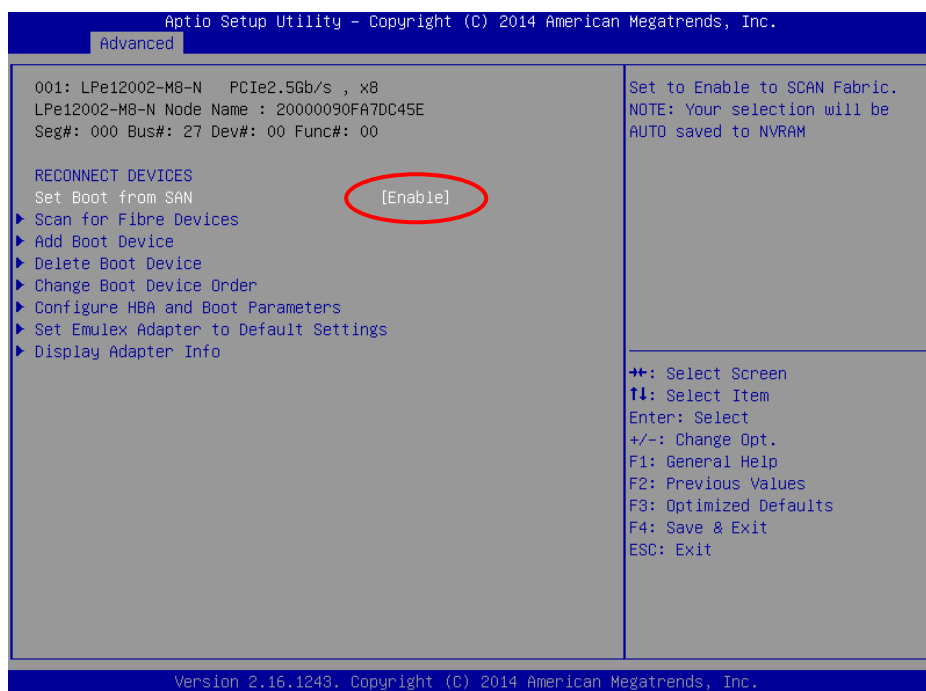 Aptio Setup Utility – Copyright (C) 2014 American Megatrends, Inc.
Advanced
001: LPe12002-M8-N PCIe2.5Gb/s , x8
LPe12002-M8-N Node Name : 20000090FA7DC45E
Seg#: 000 Bus#: 27 Dev#: 00 Func#: 00
RECONNECT DEVICES
Set Boot from SAN [Enable]
Scan for Fibre Devices
Add Boot Device
Delete Boot Device
Change Boot Device Order
Configure HBA and Boot Parameters
Set Emulex Adapter to Default Settings
Display Adapter Info
Set to Enable to SCAN Fabric.
NOTE: Your selection will be
AUTO saved to NVRAM
→←: Select Screen
↑↓: Select Item
Enter: Select
+/-: Change Opt.
F1: General Help
F2: Previous Values
F3: Optimized Defaults
F4: Save & Exit
ESC: Exit
Version 2.16.1243. Copyright (C) 2014 American Megatrends, Inc.